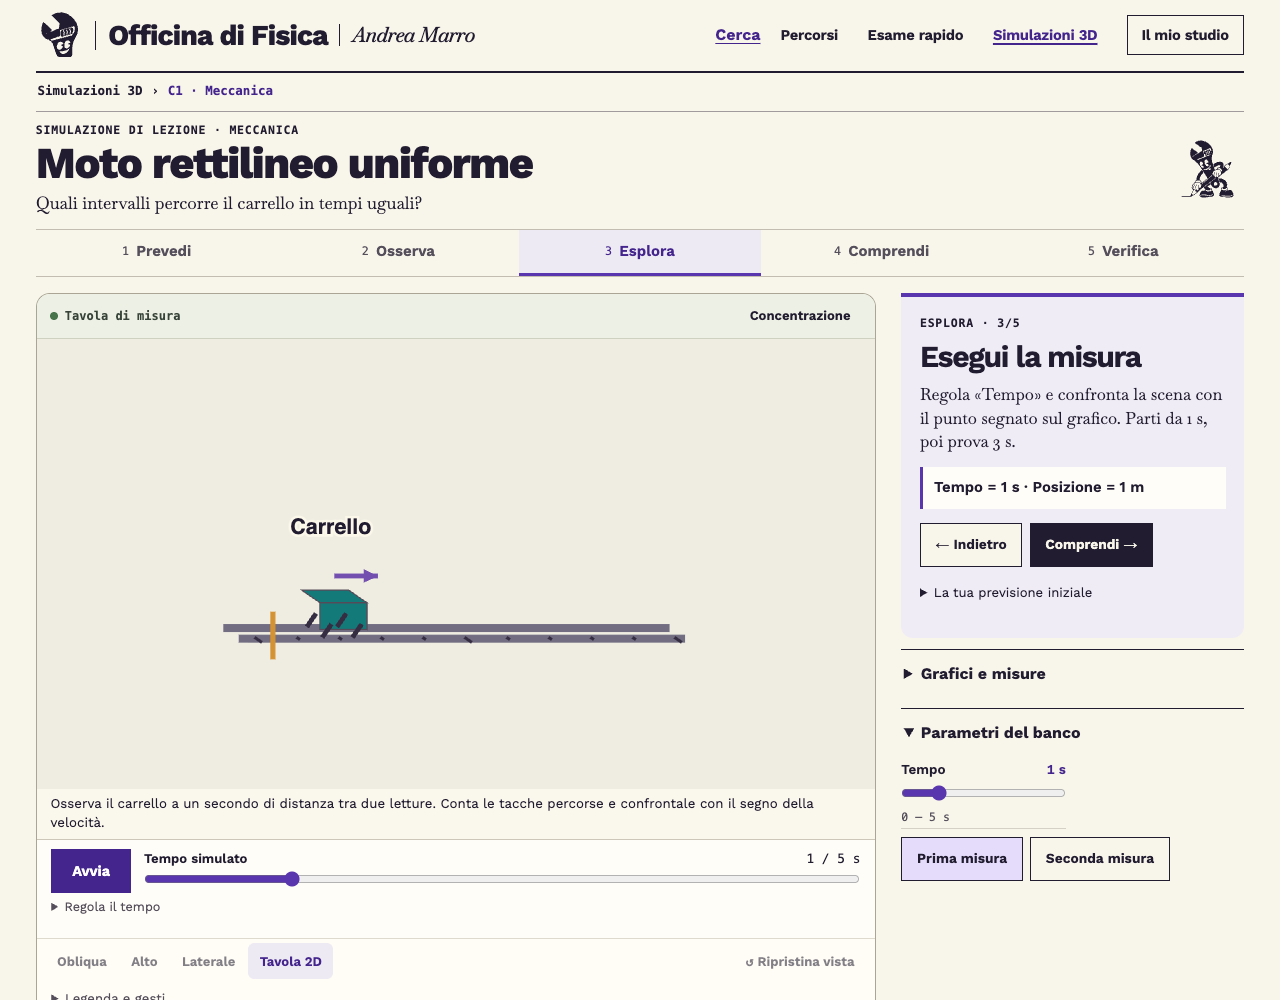 Officina di Fisica
Andrea Marro
Cerca
Percorsi
Esame rapido
Simulazioni 3D
Il mio studio
Simulazioni 3D › C1 · Meccanica
SIMULAZIONE DI LEZIONE · MECCANICA
Moto rettilineo uniforme
Quali intervalli percorre il carrello in tempi uguali?
1 Prevedi
2 Osserva
3 Esplora
4 Comprendi
5 Verifica
Tavola di misura
Concentrazione
Carrello
Osserva il carrello a un secondo di distanza tra due letture. Conta le tacche percorse e confrontale con il segno della
velocità.
Avvia
Tempo simulato
1 / 5 s
▶ Regola il tempo
Obliqua
Alto
Laterale
Tavola 2D
↺ Ripristina vista
▶ Legenda e gesti
ESPLORA · 3/5
Esegui la misura
Regola «Tempo» e confronta la scena con
il punto segnato sul grafico. Parti da 1 s,
poi prova 3 s.
Tempo = 1 s · Posizione = 1 m
← Indietro
Comprendi →
▶ La tua previsione iniziale
▶ Grafici e misure
▼ Parametri del banco
Tempo
1 s
0 — 5 s
Prima misura
Seconda misura